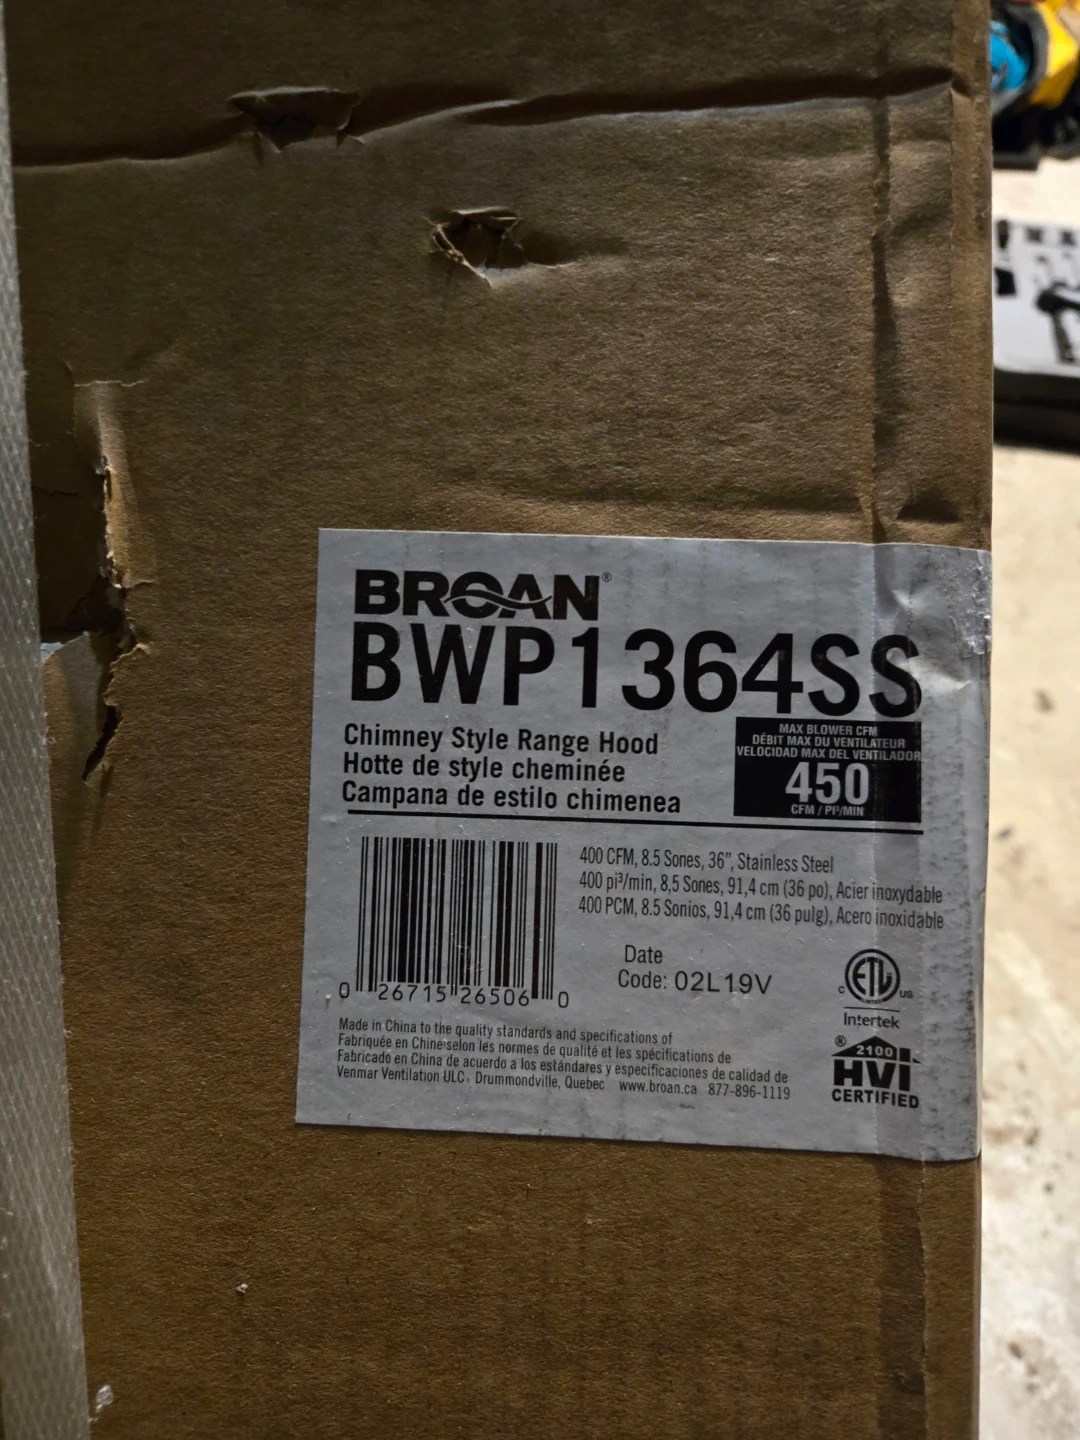 BROAN®
BWP1364SS
Chimney Style Range Hood
Hotte de style cheminée
Campana de estilo chimenea
MAX BLOWER CFM
DÉBIT MAX DU VENTILATEUR
VELOCIDAD MAX DEL VENTILADOR
450
CFM / PI³/MIN
400 CFM, 8.5 Sones, 36", Stainless Steel
400 pi³/min, 8,5 Sones, 91,4 cm (36 po), Acier inoxydable
400 PCM, 8.5 Sonios, 91,4 cm (36 pulg), Acero inoxidable
Date
Code: 02L19V
0 26715 26506 0
Made in China to the quality standards and specifications of
Fabriquée en Chine selon les normes de qualité et les spécifications de
Fabricado en China de acuerdo a los estándares y especificaciones de calidad de
Venmar Ventilation ULC, Drummondville, Quebec www.broan.ca 877-896-1119
ETL
LISTED
C US
Intertek
® 2100
HVI
CERTIFIED